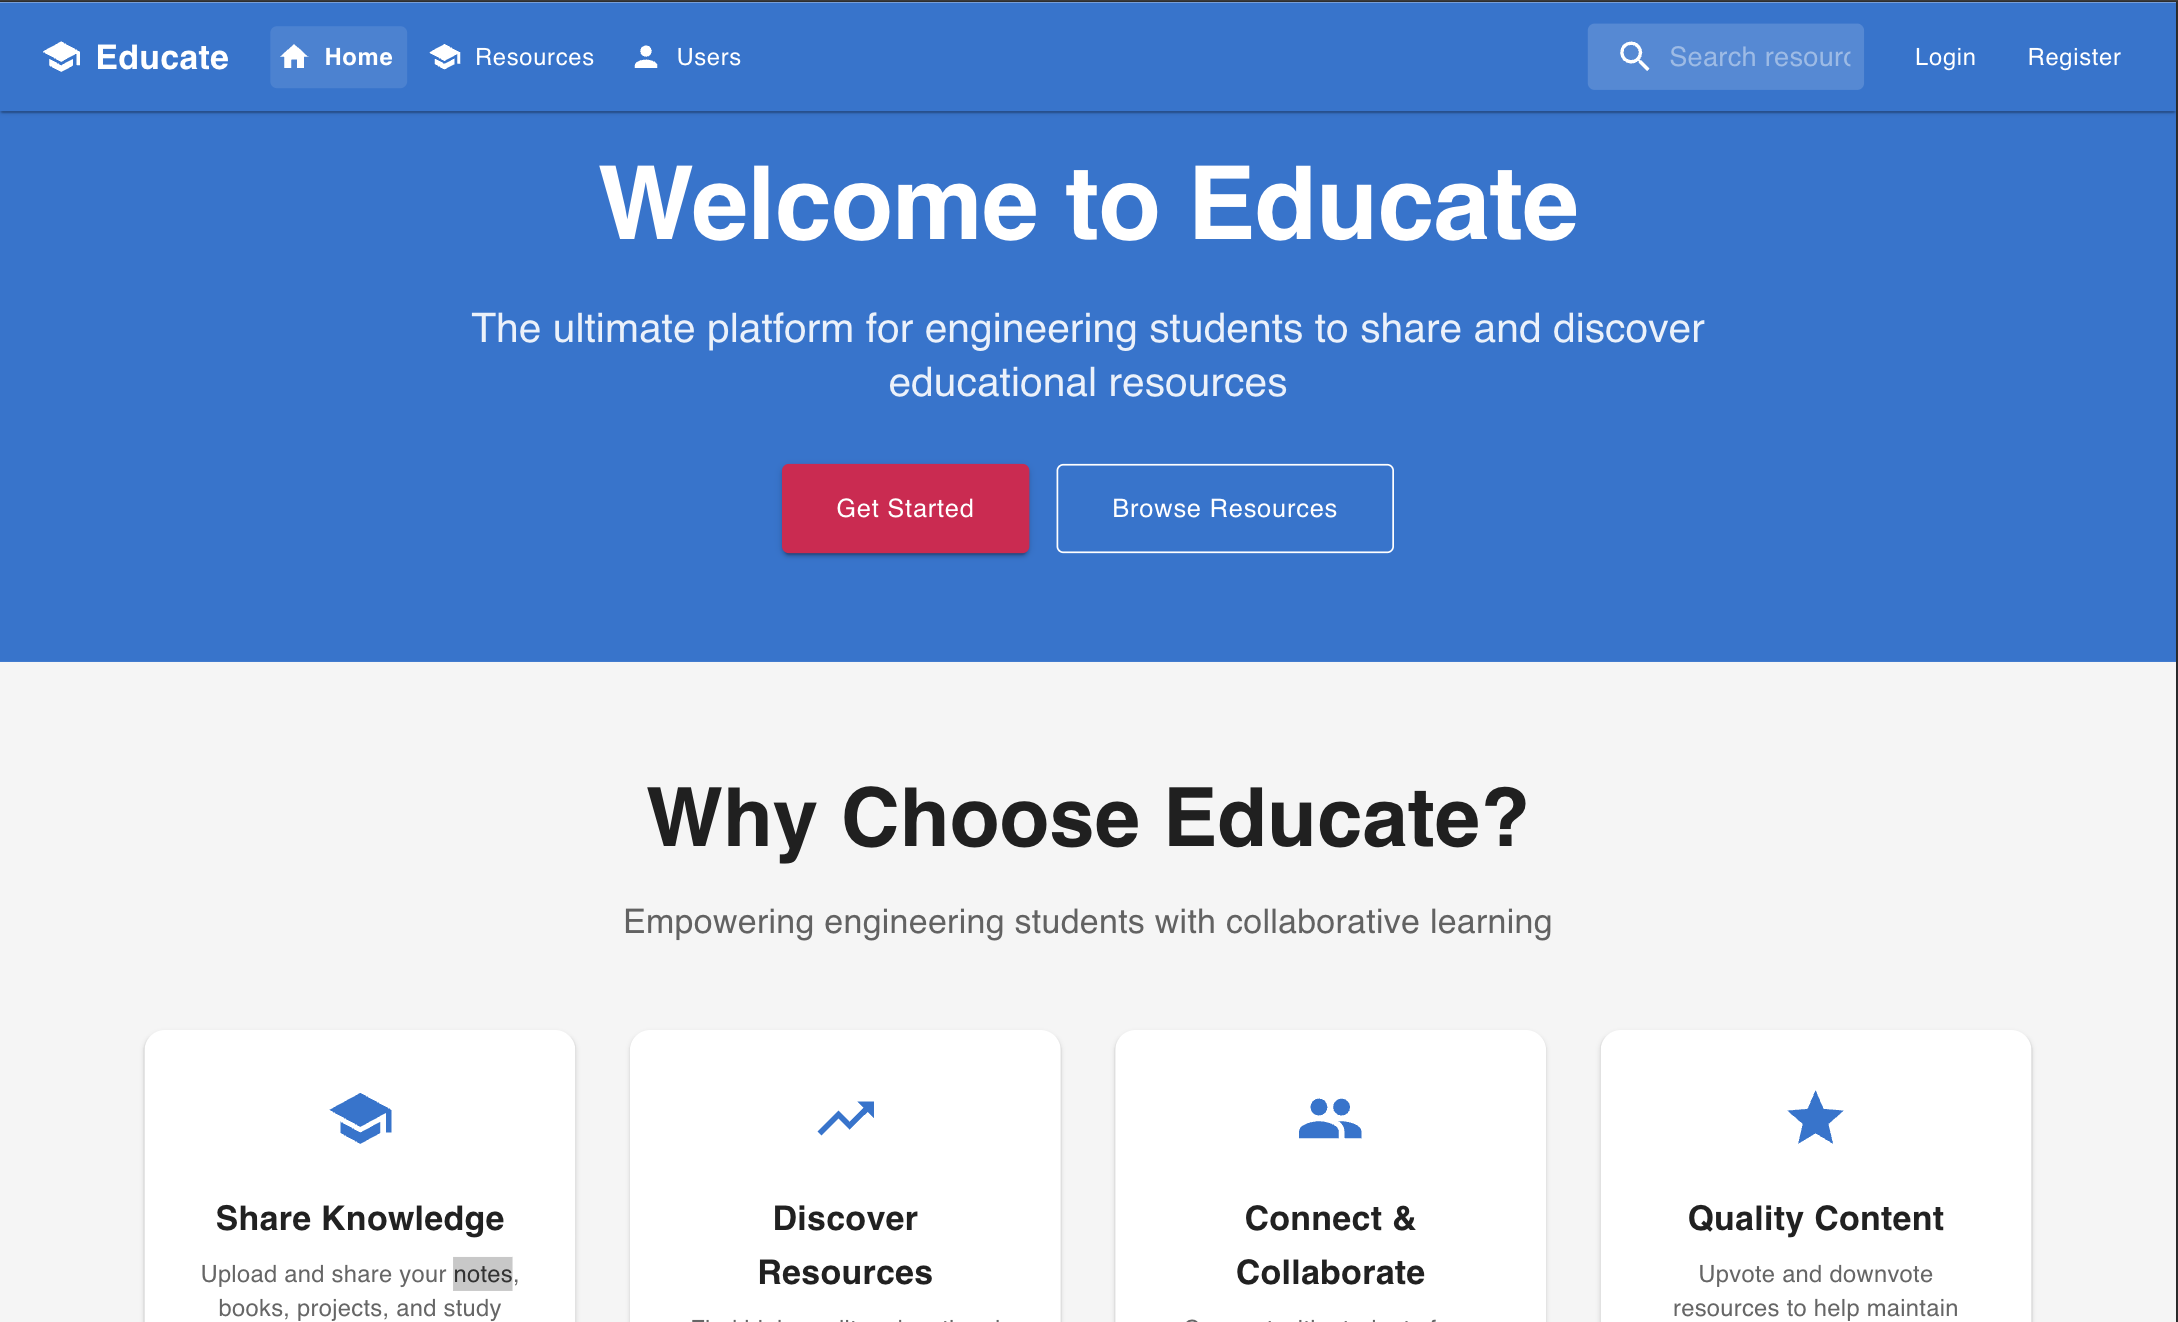 Educate Home Resources Users Search resourc Login Register
Welcome to Educate
The ultimate platform for engineering students to share and discover
educational resources
Get Started Browse Resources
Why Choose Educate?
Empowering engineering students with collaborative learning
Share Knowledge
Upload and share your notes,
books, projects, and study
Discover
Resources
Connect &
Collaborate
Quality Content
Upvote and downvote
resources to help maintain